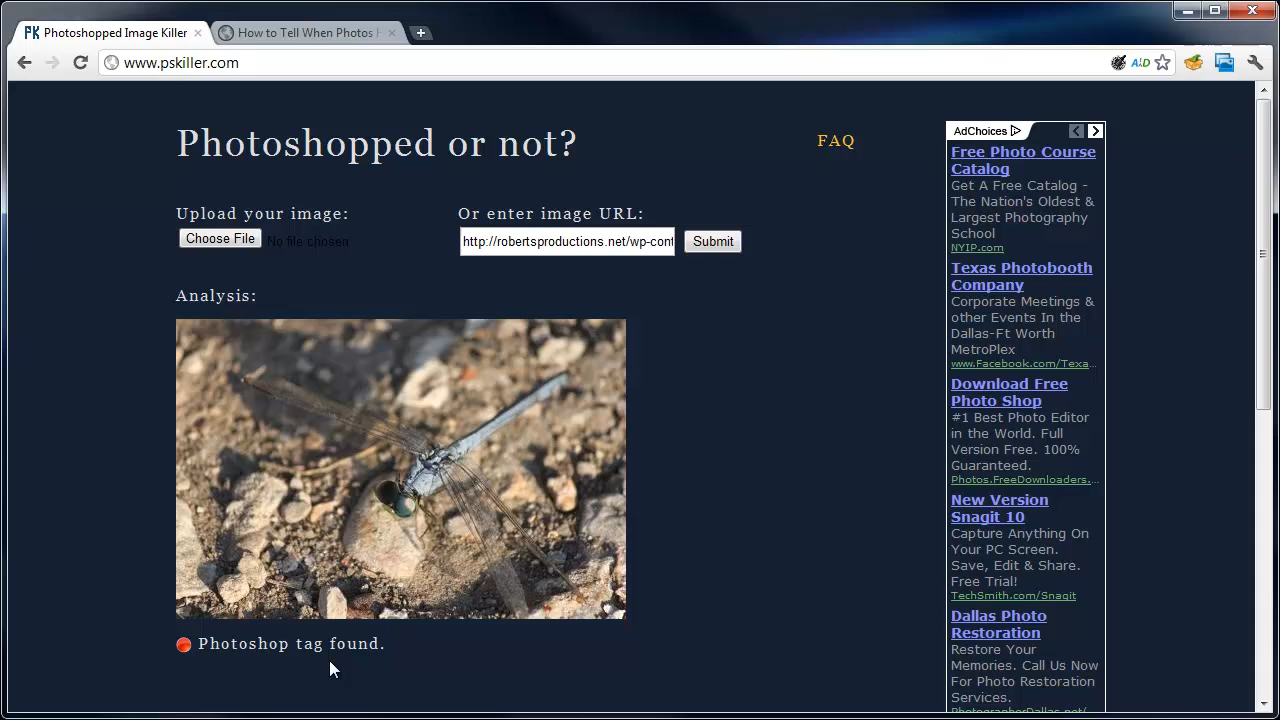 Photoshopped Image Killer
How to Tell When Photos
www.pskiller.com
Photoshopped or not?
FAQ
Upload your image:
Choose File No file chosen
Or enter image URL:
http://robertsproductions.net/wp-cont
Submit
Analysis:
Photoshop tag found.
AdChoices
Free Photo Course
Catalog
Get A Free Catalog -
The Nation's Oldest &
Largest Photography
School
NYIP.com
Texas Photobooth
Company
Corporate Meetings &
other Events In the
Dallas-Ft Worth
MetroPlex
www.Facebook.com/Texa...
Download Free
Photo Shop
#1 Best Photo Editor
in the World. Full
Version Free. 100%
Guaranteed.
Photos.FreeDownloaders....
New Version
Snagit 10
Capture Anything On
Your PC Screen.
Save, Edit & Share.
Free Trial!
TechSmith.com/Snagit
Dallas Photo
Restoration
Restore Your
Memories. Call Us Now
For Photo Restoration
Services.
PhotographerDallas.net/